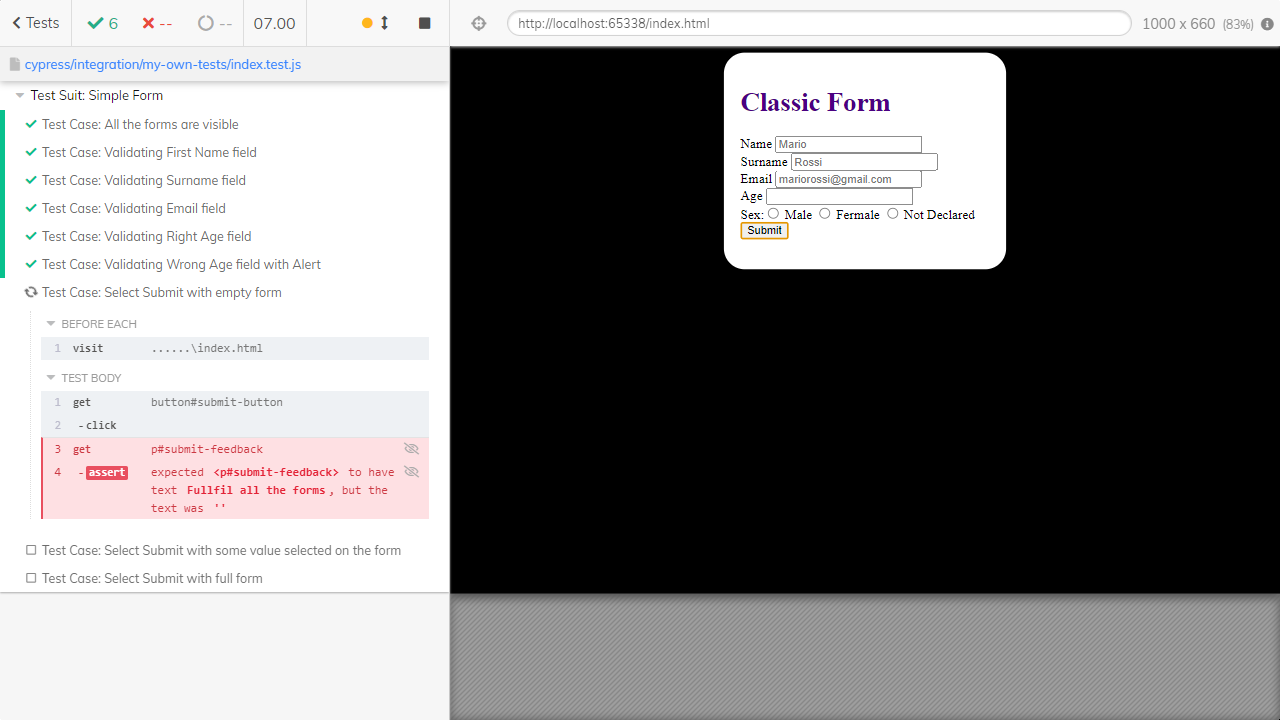 Tests 6 -- -- 07.00
http://localhost:65338/index.html 1000 x 660 (83%)
cypress/integration/my-own-tests/index.test.js
Test Suit: Simple Form
Test Case: All the forms are visible
Test Case: Validating First Name field
Test Case: Validating Surname field
Test Case: Validating Email field
Test Case: Validating Right Age field
Test Case: Validating Wrong Age field with Alert
Test Case: Select Submit with empty form
BEFORE EACH
1 visit ......\index.html
TEST BODY
1 get button#submit-button
2 -click
3 get p#submit-feedback
4 -assert expected <p#submit-feedback> to have
text Fullfil all the forms, but the
text was ''
Test Case: Select Submit with some value selected on the form
Test Case: Select Submit with full form
Classic Form
Name Mario
Surname Rossi
Email mariorossi@gmail.com
Age
Sex: Male Fermale Not Declared
Submit